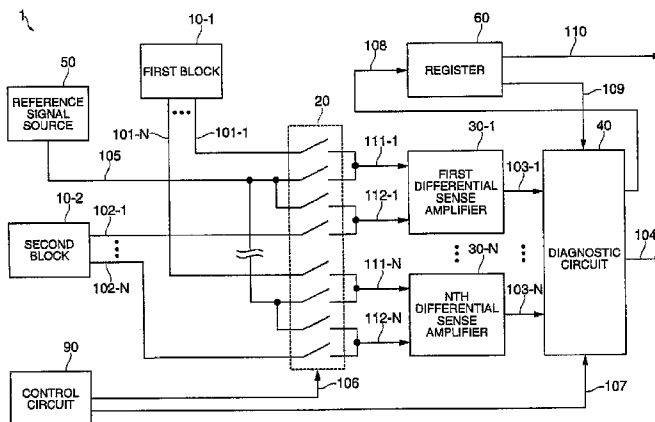 1
10-1
60
110
50
FIRST BLOCK
108
REGISTER
REFERENCE
SIGNAL
SOURCE
109
101-N
101-1
20
30-1
40
105
111-1
103-1
10-2
102-1
112-1
FIRST
DIFFERENTIAL
SENSE
AMPLIFIER
SECOND
BLOCK
102-N
30-N
DIAGNOSTIC
CIRCUIT
104
111-N
103-N
NTH
DIFFERENTIAL
SENSE
AMPLIFIER
112-N
90
CONTROL
CIRCUIT
106
107